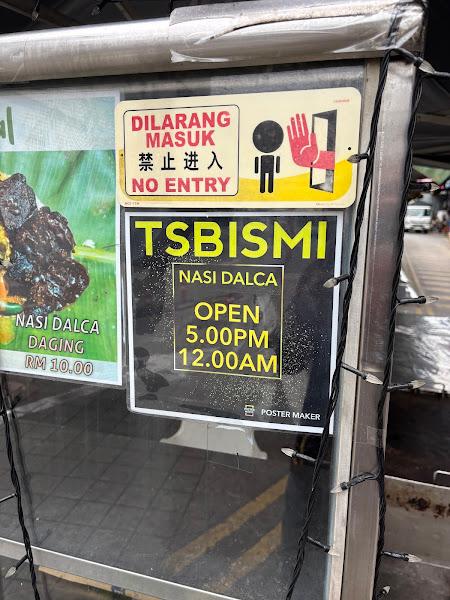 DILARANG
MASUK
禁止进入
NO ENTRY
TSBISMI
NASI DALCA
OPEN
5.00PM
12.00AM
POSTER MAKER
NASI DALCA
DAGING
RM 10.00